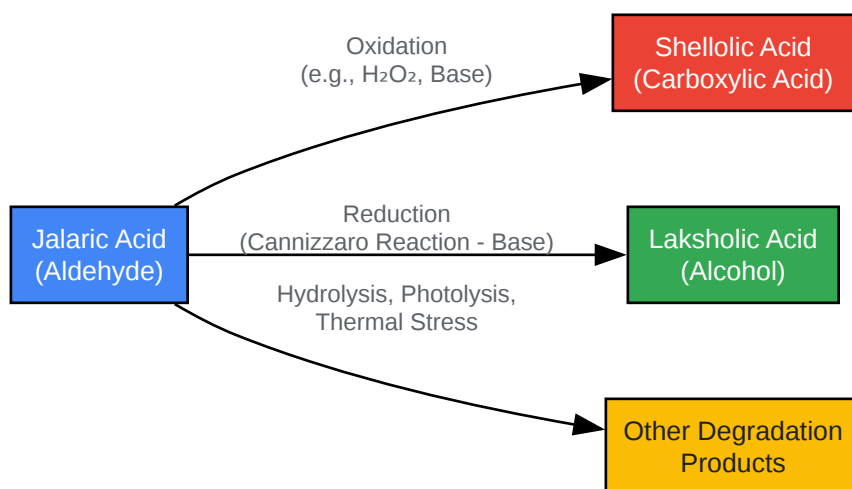 Oxidation
(e.g., H₂O₂, Base)
Shellolic Acid
(Carboxylic Acid)
Jalaric Acid
(Aldehyde)
Reduction
(Cannizzaro Reaction - Base)
Laksholic Acid
(Alcohol)
Hydrolysis, Photolysis,
Thermal Stress
Other Degradation
Products